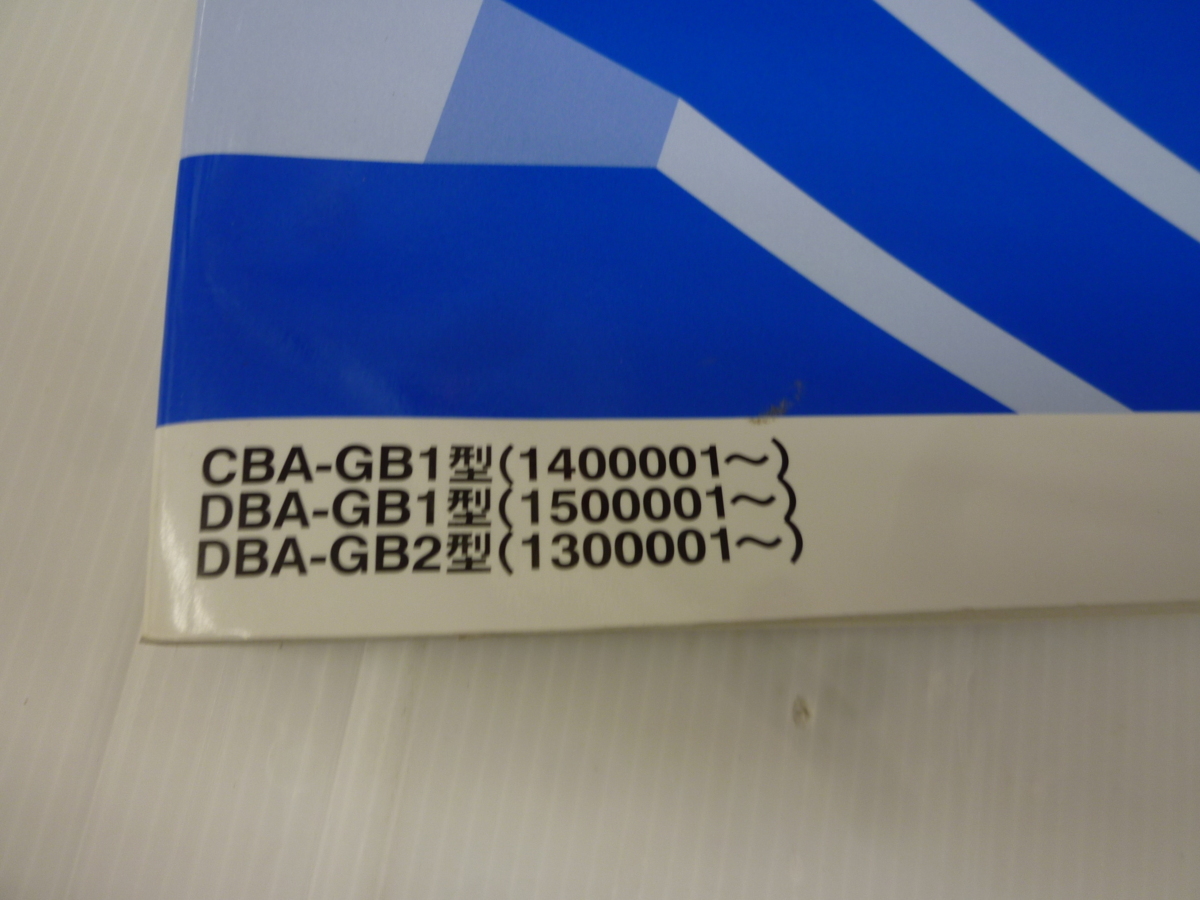 CBA-GB1型(1400001～)
DBA-GB1型(1500001～)
DBA-GB2型(1300001～)